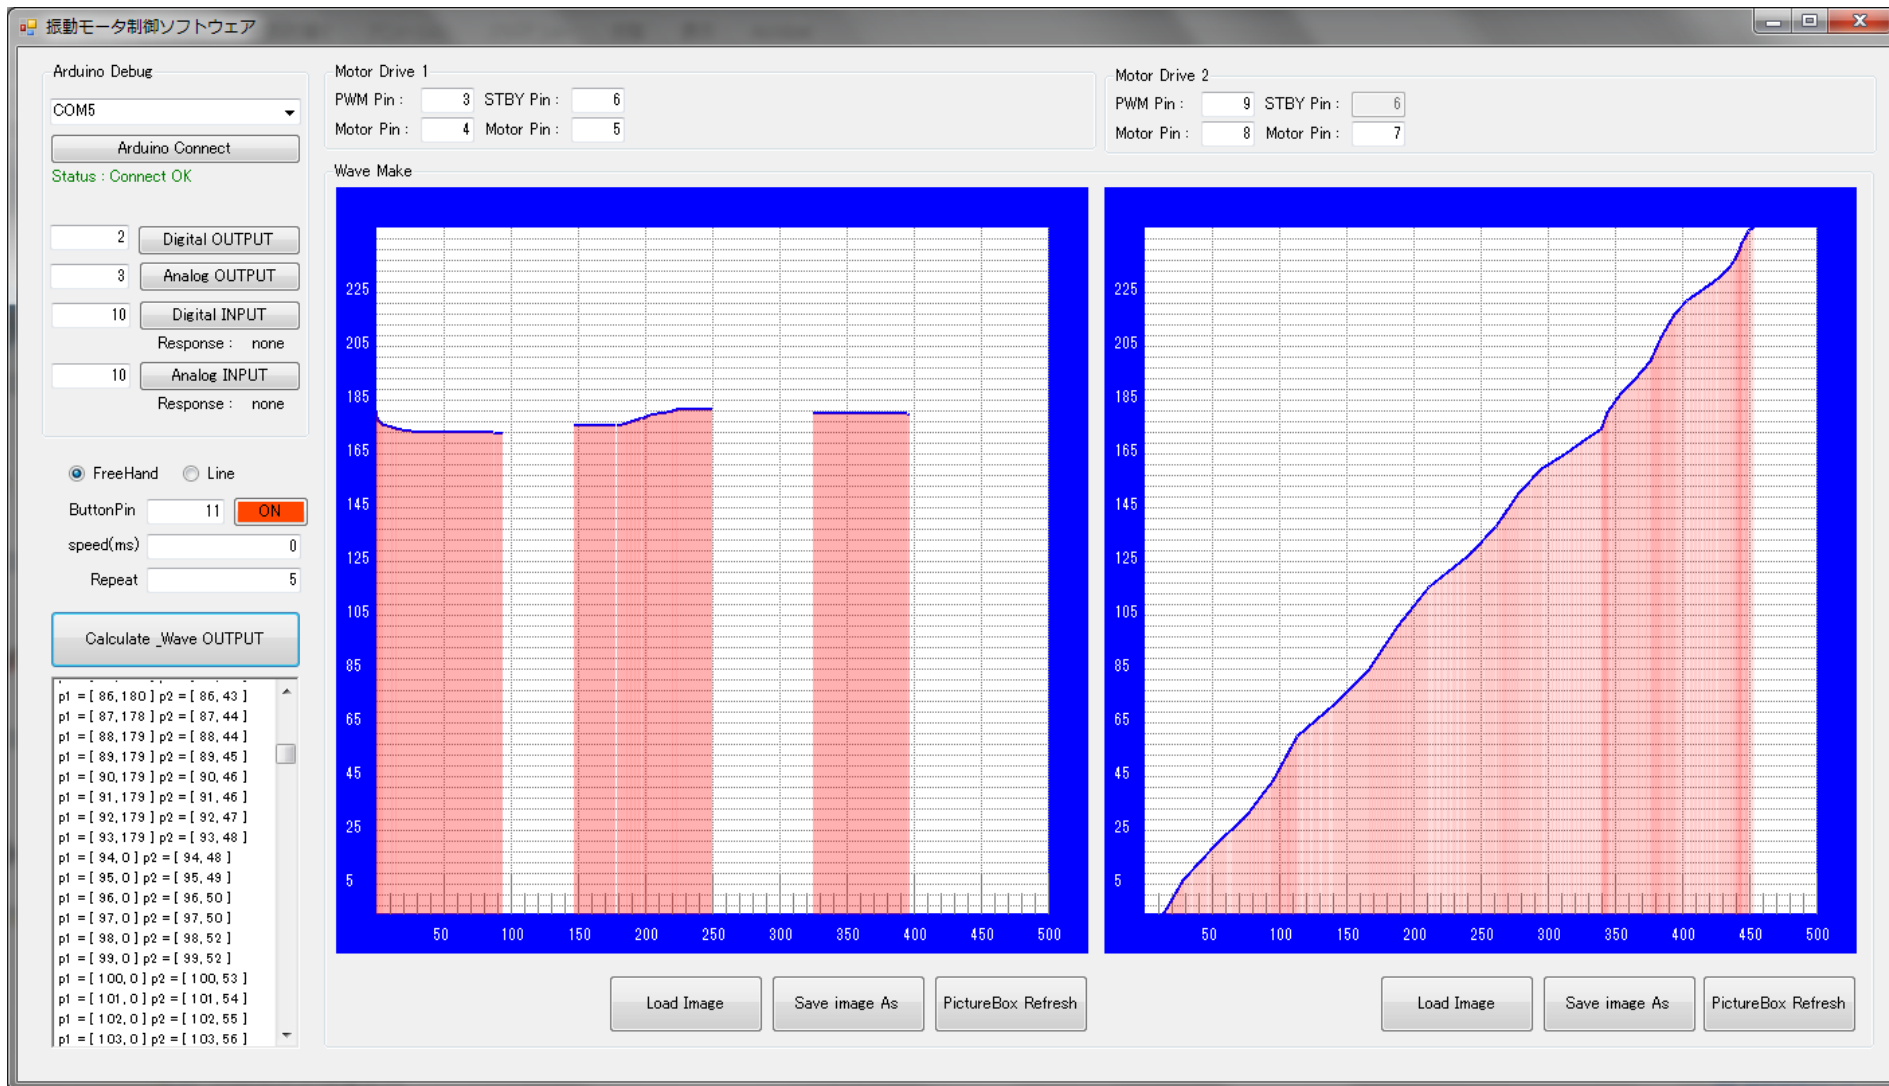 振動モータ制御ソフトウェア
Arduino Debug
COM5
Arduino Connect
Status : Connect OK
2 Digital OUTPUT
3 Analog OUTPUT
10 Digital INPUT
Response : none
10 Analog INPUT
Response : none
FreeHand Line
ButtonPin 11 ON
speed(ms) 0
Repeat 5
Calculate _Wave OUTPUT
p1 = [ 86, 180 ] p2 = [ 86, 43 ]
p1 = [ 87, 178 ] p2 = [ 87, 44 ]
p1 = [ 88, 179 ] p2 = [ 88, 44 ]
p1 = [ 89, 179 ] p2 = [ 89, 45 ]
p1 = [ 90, 179 ] p2 = [ 90, 46 ]
p1 = [ 91, 179 ] p2 = [ 91, 46 ]
p1 = [ 92, 179 ] p2 = [ 92, 47 ]
p1 = [ 93, 179 ] p2 = [ 93, 48 ]
p1 = [ 94, 0 ] p2 = [ 94, 48 ]
p1 = [ 95, 0 ] p2 = [ 95, 49 ]
p1 = [ 96, 0 ] p2 = [ 96, 50 ]
p1 = [ 97, 0 ] p2 = [ 97, 50 ]
p1 = [ 98, 0 ] p2 = [ 98, 52 ]
p1 = [ 99, 0 ] p2 = [ 99, 52 ]
p1 = [ 100, 0 ] p2 = [ 100, 53 ]
p1 = [ 101, 0 ] p2 = [ 101, 54 ]
p1 = [ 102, 0 ] p2 = [ 102, 55 ]
p1 = [ 103, 0 ] p2 = [ 103, 56 ]
Motor Drive 1
PWM Pin : 3 STBY Pin : 6
Motor Pin : 4 Motor Pin : 5
Motor Drive 2
PWM Pin : 9 STBY Pin : 6
Motor Pin : 8 Motor Pin : 7
Wave Make
225
205
185
165
145
125
105
85
65
45
25
5
50 100 150 200 250 300 350 400 450 500
225
205
185
165
145
125
105
85
65
45
25
5
50 100 150 200 250 300 350 400 450 500
Load Image Save image As PictureBox Refresh
Load Image Save image As PictureBox Refresh